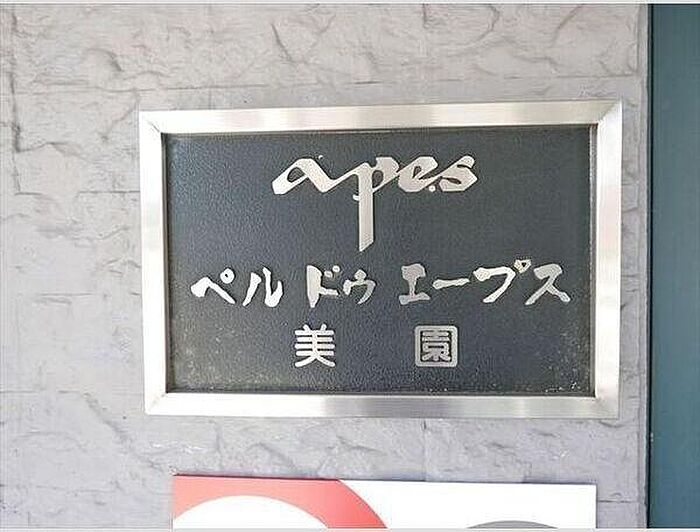 apes
ペル ドゥ エープス
美 園